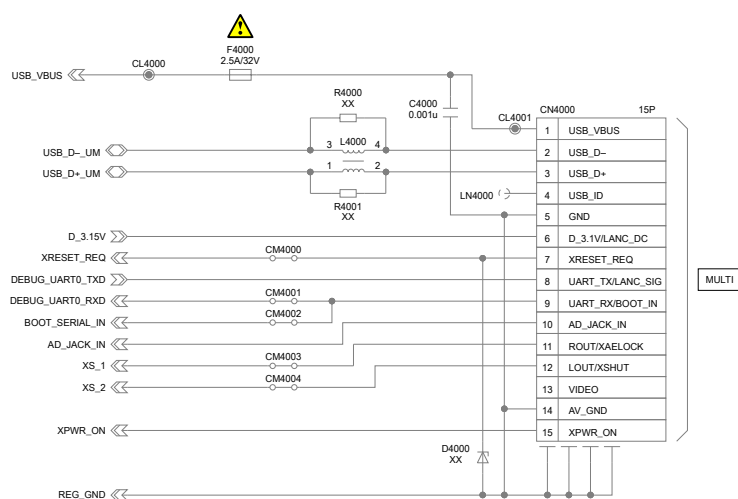 F4000
2.5A/32V
USB_VBUS
CL4000
R4000
XX
C4000
0.001u
CL4001
CN4000 15P
1 USB_VBUS
USB_D–_UM
3 L4000 4
2 USB_D–
USB_D+_UM
1 2
3 USB_D+
R4001
XX
LN4000
4 USB_ID
5 GND
D_3.15V
6 D_3.1V/LANC_DC
XRESET_REQ
CM4000
7 XRESET_REQ
DEBUG_UART0_TXD
8 UART_TX/LANC_SIG
MULTI
DEBUG_UART0_RXD
CM4001
9 UART_RX/BOOT_IN
BOOT_SERIAL_IN
CM4002
10 AD_JACK_IN
AD_JACK_IN
11 ROUT/XAELOCK
XS_1
CM4003
12 LOUT/XSHUT
XS_2
CM4004
13 VIDEO
14 AV_GND
XPWR_ON
15 XPWR_ON
D4000
XX
REG_GND